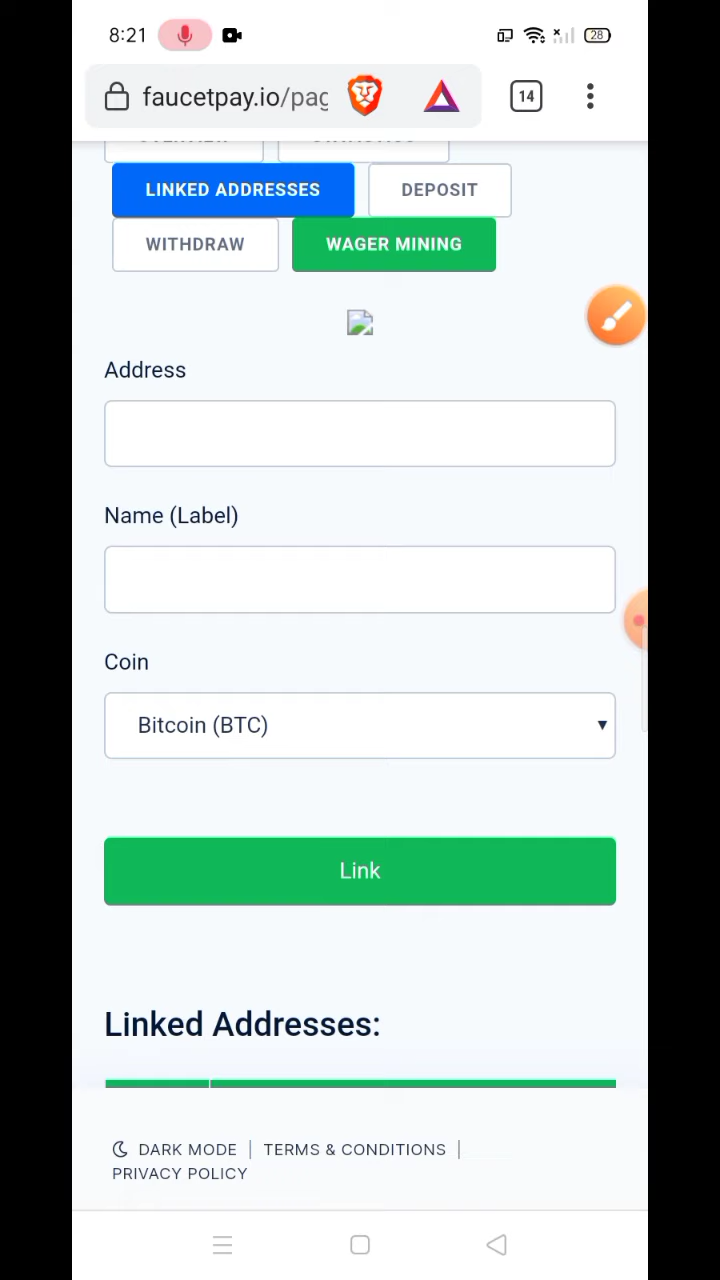 8:21
28
faucetpay.io/pag
14
LINKED ADDRESSES
DEPOSIT
WITHDRAW
WAGER MINING
Address
Name (Label)
Coin
Bitcoin (BTC)
Link
Linked Addresses:
DARK MODE | TERMS & CONDITIONS |
PRIVACY POLICY